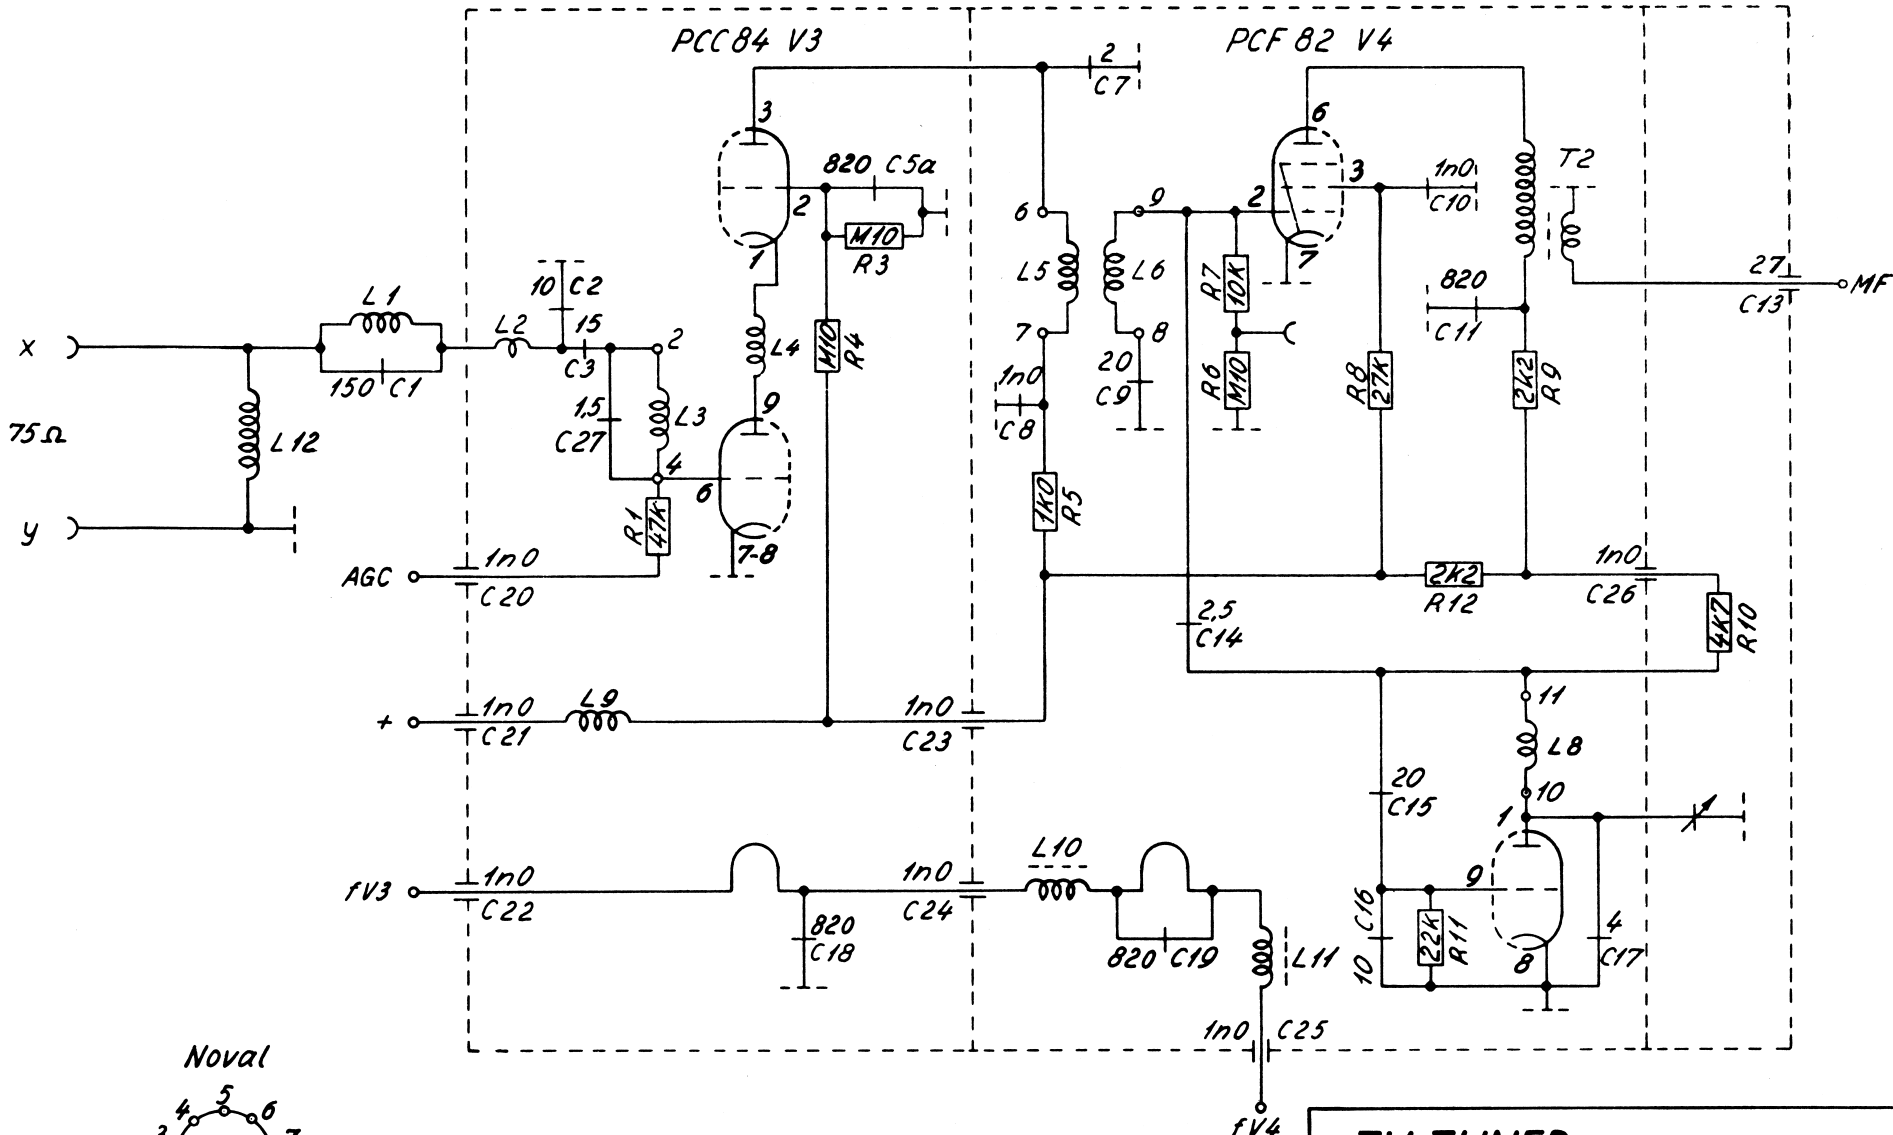 PCC84 V3
PCF82 V4
2
C7
3
6
820 C5a
3
1n0
C10
T2
2
M10
R3
1
6
9
2
7
L5
L6
R7
10K
10 C2
L1
L2
15
C3
2
150 C1
X
75Ω
L12
y
L4
M10
R4
7
8
1n0
C8
20
C9
R6
M10
R8
27K
820
C11
2K2
R9
27
C13
MF
1,5
C27
L3
9
4
6
R1
47K
7-8
1K0
R5
AGC
1n0
C20
2K2
R12
1n0
C26
4K7
R10
2,5
C14
+
1n0
C21
L9
1n0
C23
11
L8
10
20
C15
1
fV3
1n0
C22
820
C18
1n0
C24
L10
820 C19
L11
C16
10
9
22K
R11
8
4
C17
1n0 C25
fV4
Noval
5
4
6